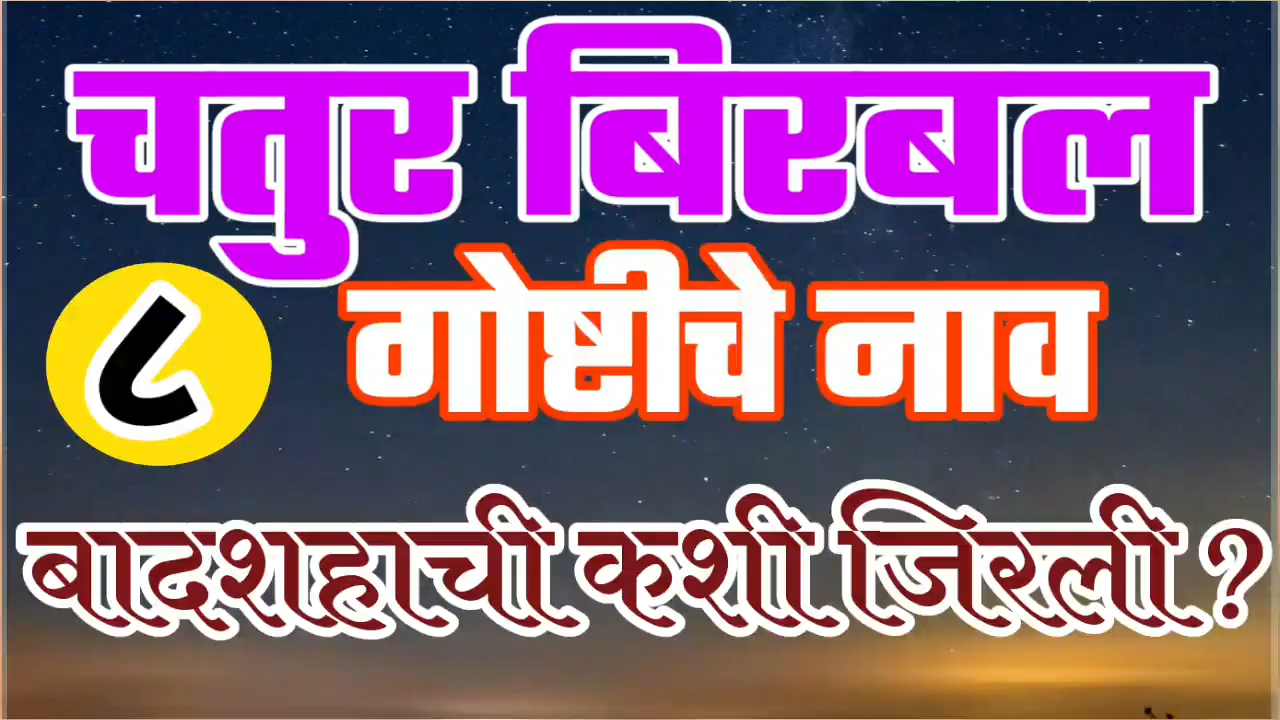 चतुर बिरबल
८ गोष्टीचे नाव
बादशहाची कशी जिरली ?